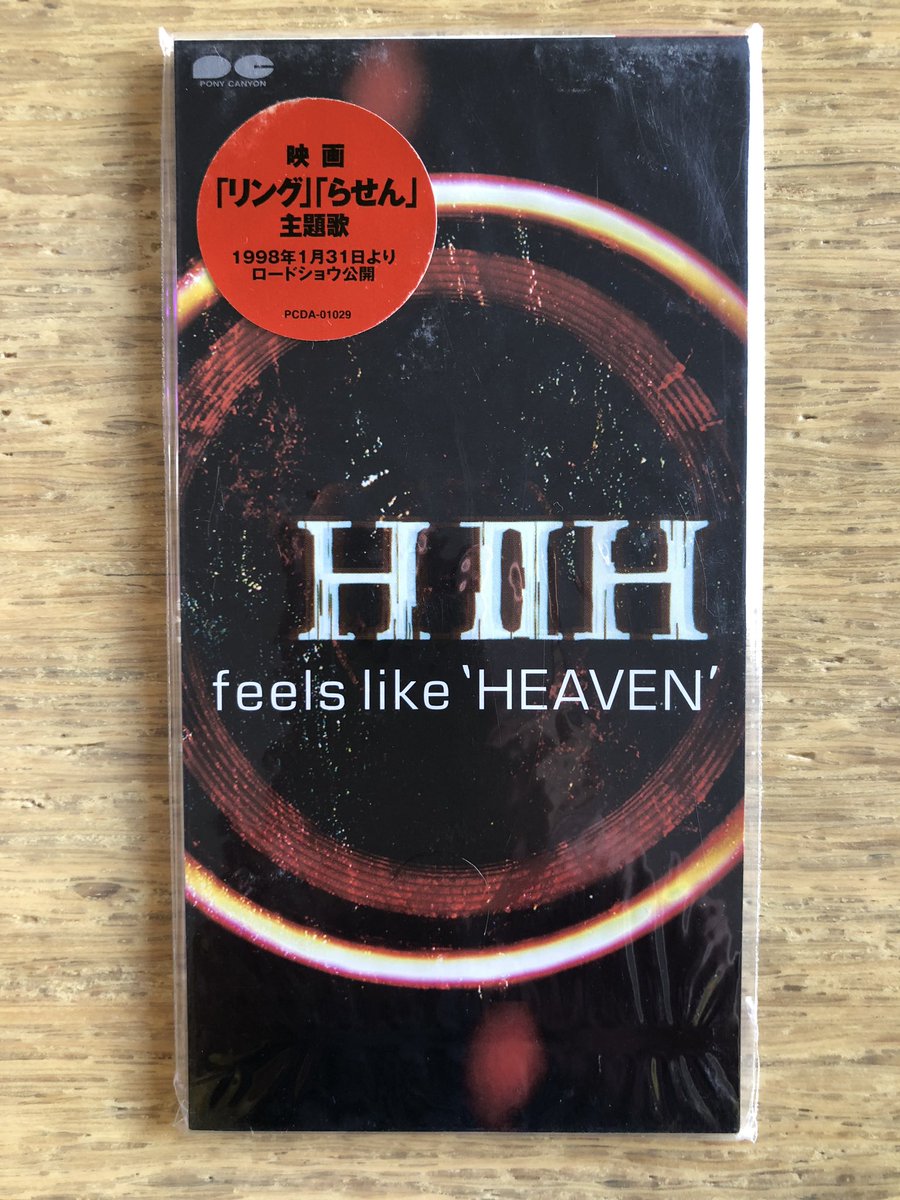 PONY CANYON
映画
「リング」「らせん」
主題歌
1998年1月31日より
ロードショウ公開
PCDA-01029
HⅡH
feels like 'HEAVEN'